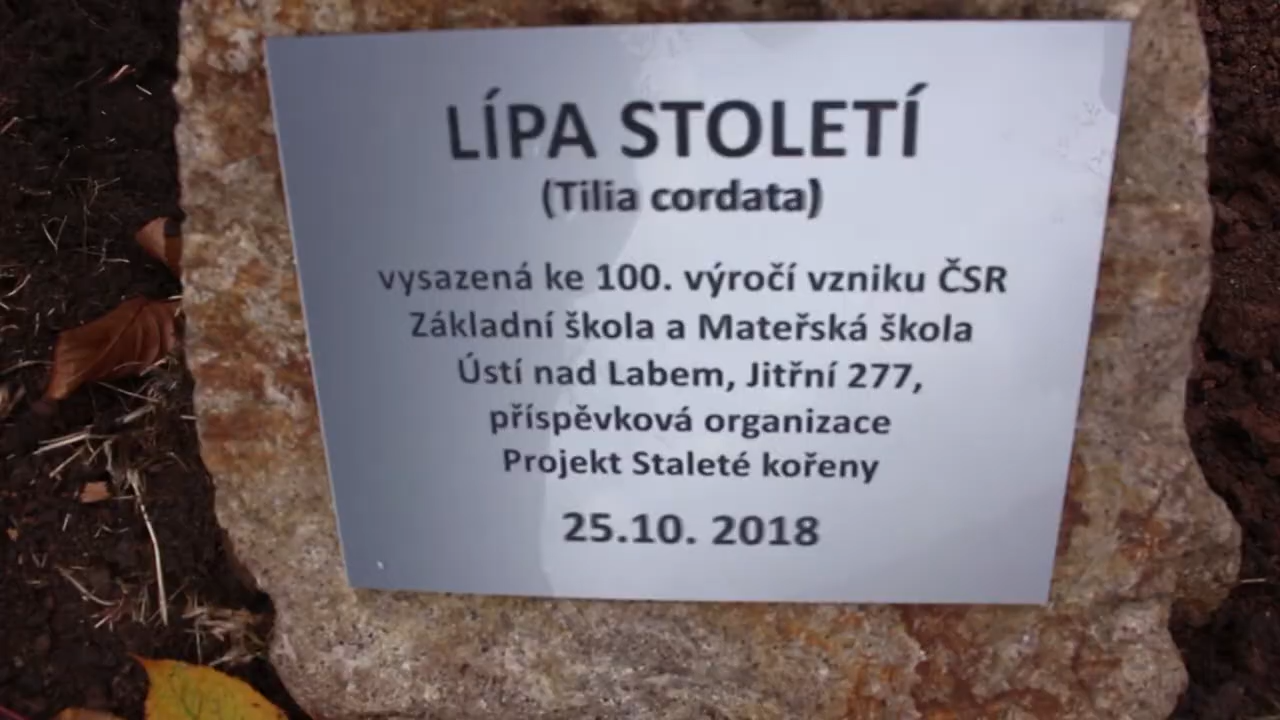 LÍPA STOLETÍ
(Tilia cordata)
vysazená ke 100. výročí vzniku ČSR
Základní škola a Mateřská škola
Ústí nad Labem, Jitřní 277,
příspěvková organizace
Projekt Staleté kořeny
25.10. 2018